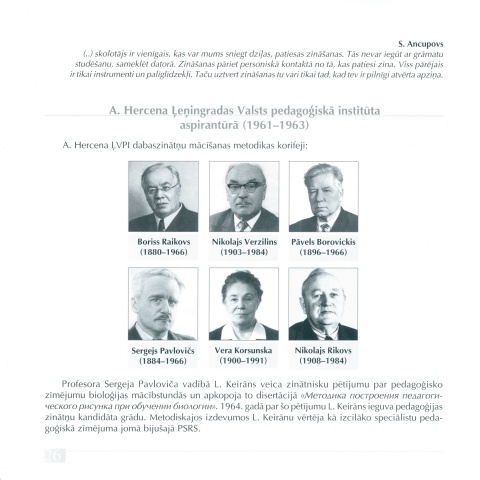 S. Ancupovs
(..) skolotājs ir vienīgais, kas var mums sniegt dziļas, patiesas zināšanas. Tās nevar iegūt ar grāmatu
studēšanu, sameklēt datorā. Zināšanas pāriet personiskā kontaktā no tā, kas patiesi zina. Viss pārējais
ir tikai instrumenti un palīglīdzekļi. Taču uztvert zināšanas tu vari tikai tad, kad tev ir pilnīgi atvērta apziņa.
A. Hercena Ļeņingradas Valsts pedagoģiskā institūta
aspirantūrā (1961–1963)
A. Hercena ĻVPI dabaszinātņu mācīšanas metodikas korifeji:
Boriss Raikovs
(1880–1966)
Nikolajs Verzilins
(1903–1984)
Pāvels Borovickis
(1896–1966)
Sergejs Pavlovičs
(1884–1966)
Vera Korsunska
(1900–1991)
Nikolajs Rikovs
(1908–1984)
Profesora Sergeja Pavloviča vadībā L. Keirāns veica zinātnisku pētījumu par pedagoģisko
zīmējumu bioloģijas mācībstundās un apkopoja to disertācijā «Методика построения педагоги-
ческого рисунка при обучении биологии». 1964. gadā par šo pētījumu L. Keirāns ieguva pedagoģijas
zinātņu kandidāta grādu. Metodiskajos izdevumos L. Keirānu vērtēja kā izcilāko speciālistu peda-
goģiskā zīmējuma jomā bijušajā PSRS.
26